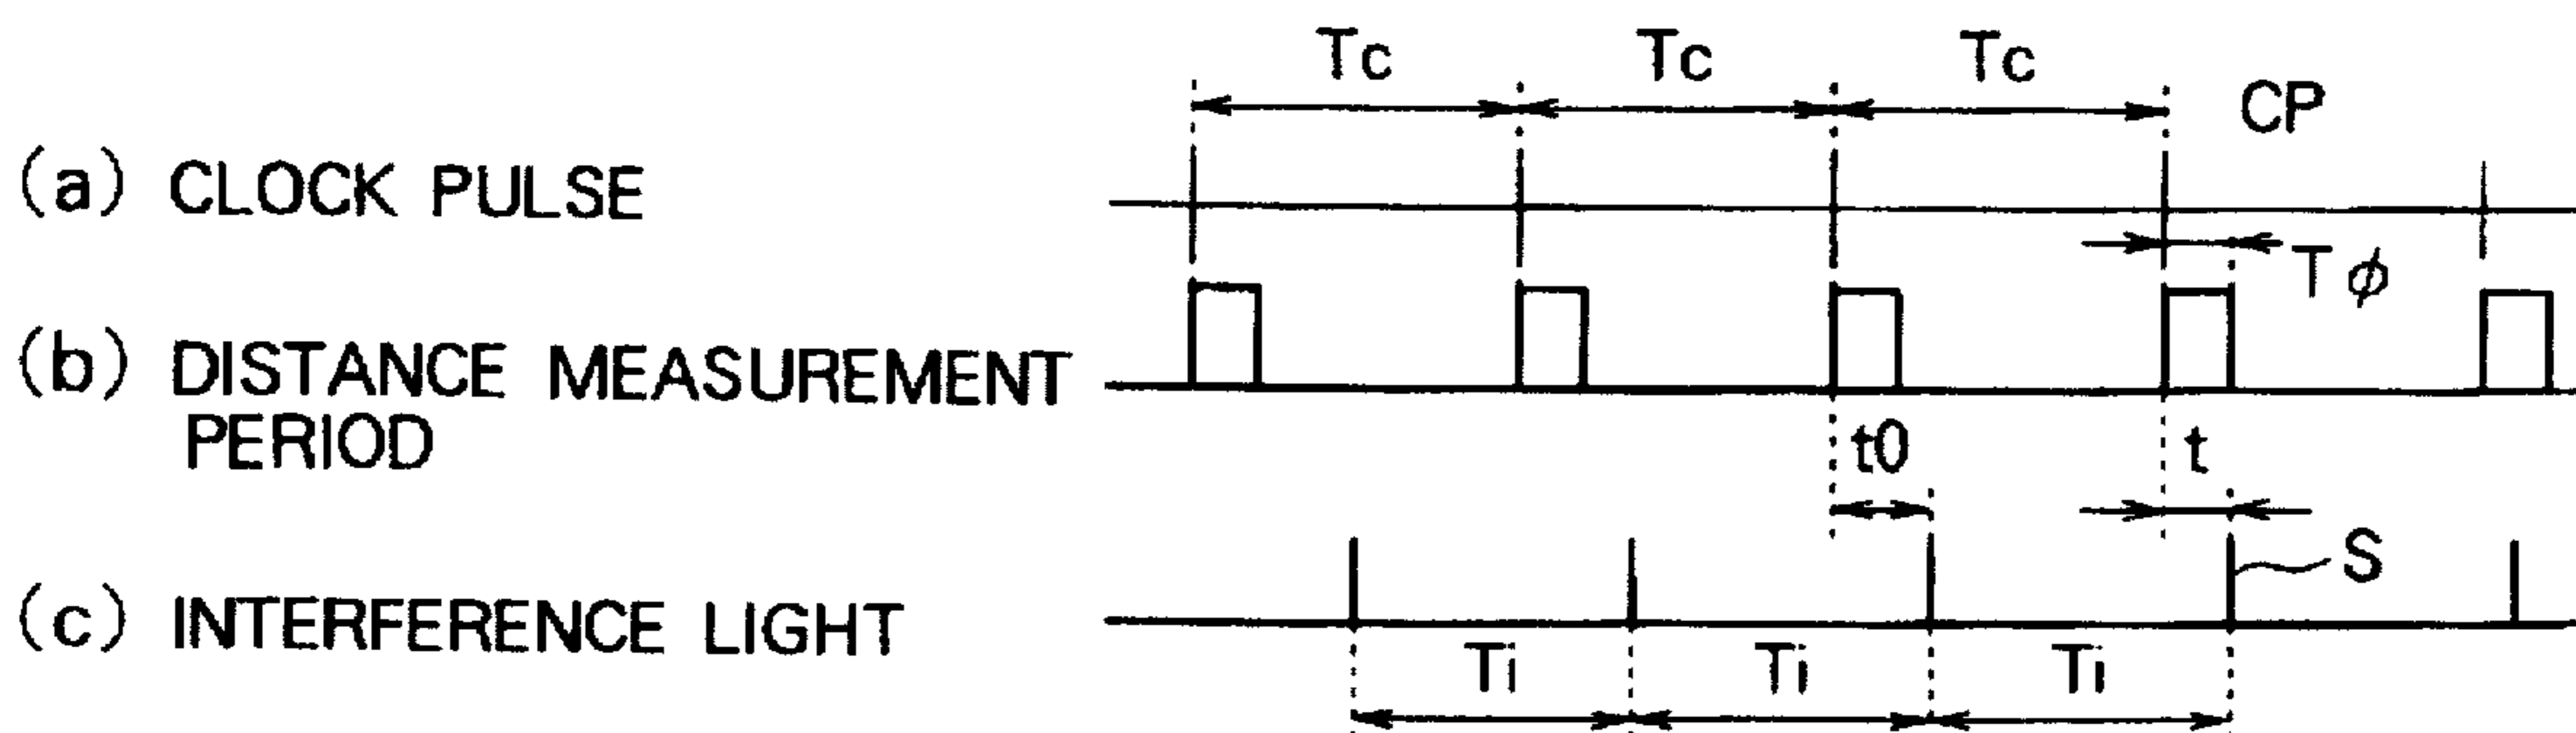 Tc Tc Tc
CP
(a) CLOCK PULSE
Tϕ
(b) DISTANCE MEASUREMENT
PERIOD
t0 t
S
(c) INTERFERENCE LIGHT
Ti Ti Ti